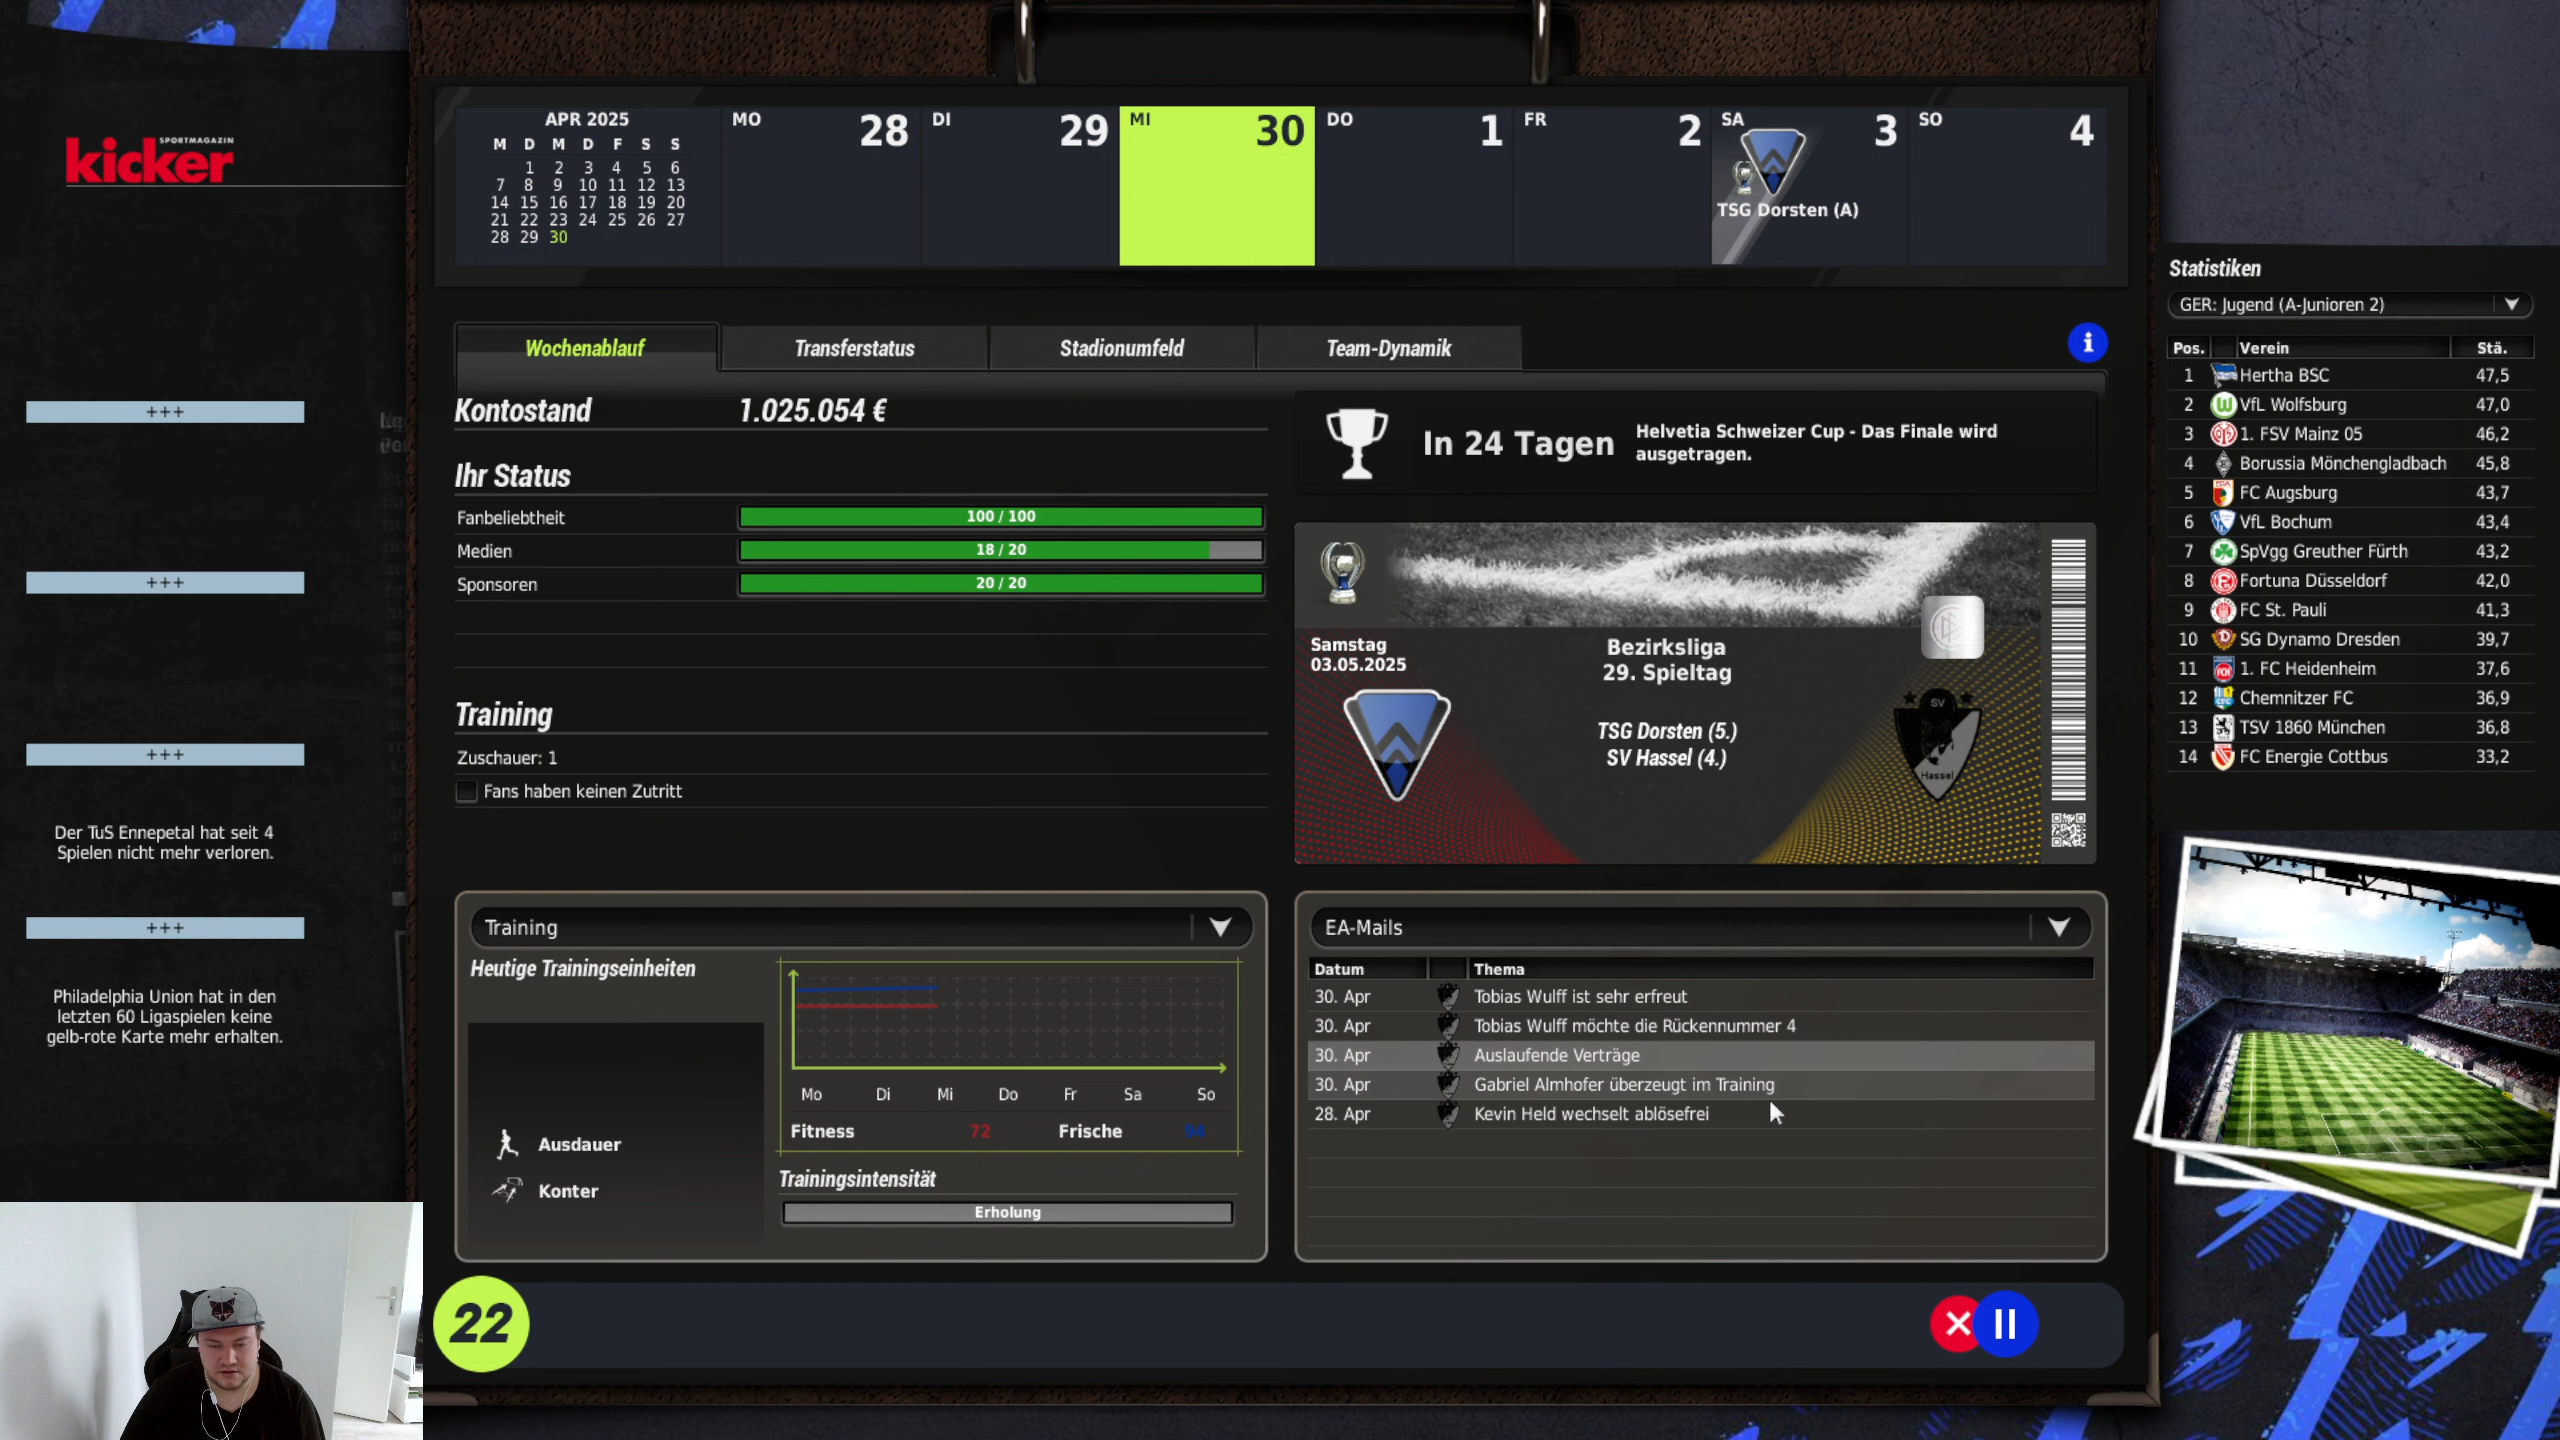 SPORTMAGAZIN
kicker
+++
+++
+++
Der TuS Ennepetal hat seit 4
Spielen nicht mehr verloren.
+++
Philadelphia Union hat in den
letzten 60 Ligaspielen keine
gelb-rote Karte mehr erhalten.
APR 2025
M D M D F S S
1 2 3 4 5 6
7 8 9 10 11 12 13
14 15 16 17 18 19 20
21 22 23 24 25 26 27
28 29 30
MO 28
DI 29
MI 30
DO 1
FR 2
SA 3
TSG Dorsten (A)
SO 4
Wochenablauf
Transferstatus
Stadionumfeld
Team-Dynamik
i
Kontostand 1.025.054 €
Ihr Status
Fanbeliebtheit 100 / 100
Medien 18 / 20
Sponsoren 20 / 20
Training
Zuschauer: 1
Fans haben keinen Zutritt
In 24 Tagen
Helvetia Schweizer Cup - Das Finale wird
ausgetragen.
Samstag
03.05.2025
Bezirksliga
29. Spieltag
TSG Dorsten (5.)
SV Hassel (4.)
SV
Hassel
Training
Heutige Trainingseinheiten
Ausdauer
Konter
Mo Di Mi Do Fr Sa So
Fitness 72 Frische 94
Trainingsintensität
Erholung
EA-Mails
Datum Thema
30. Apr Tobias Wulff ist sehr erfreut
30. Apr Tobias Wulff möchte die Rückennummer 4
30. Apr Auslaufende Verträge
30. Apr Gabriel Almhofer überzeugt im Training
28. Apr Kevin Held wechselt ablösefrei
22
Statistiken
GER: Jugend (A-Junioren 2)
Pos. Verein Stä.
1 Hertha BSC 47,5
2 VfL Wolfsburg 47,0
3 1. FSV Mainz 05 46,2
4 Borussia Mönchengladbach 45,8
5 FC Augsburg 43,7
6 VfL Bochum 43,4
7 SpVgg Greuther Fürth 43,2
8 Fortuna Düsseldorf 42,0
9 FC St. Pauli 41,3
10 SG Dynamo Dresden 39,7
11 1. FC Heidenheim 37,6
12 Chemnitzer FC 36,9
13 TSV 1860 München 36,8
14 FC Energie Cottbus 33,2